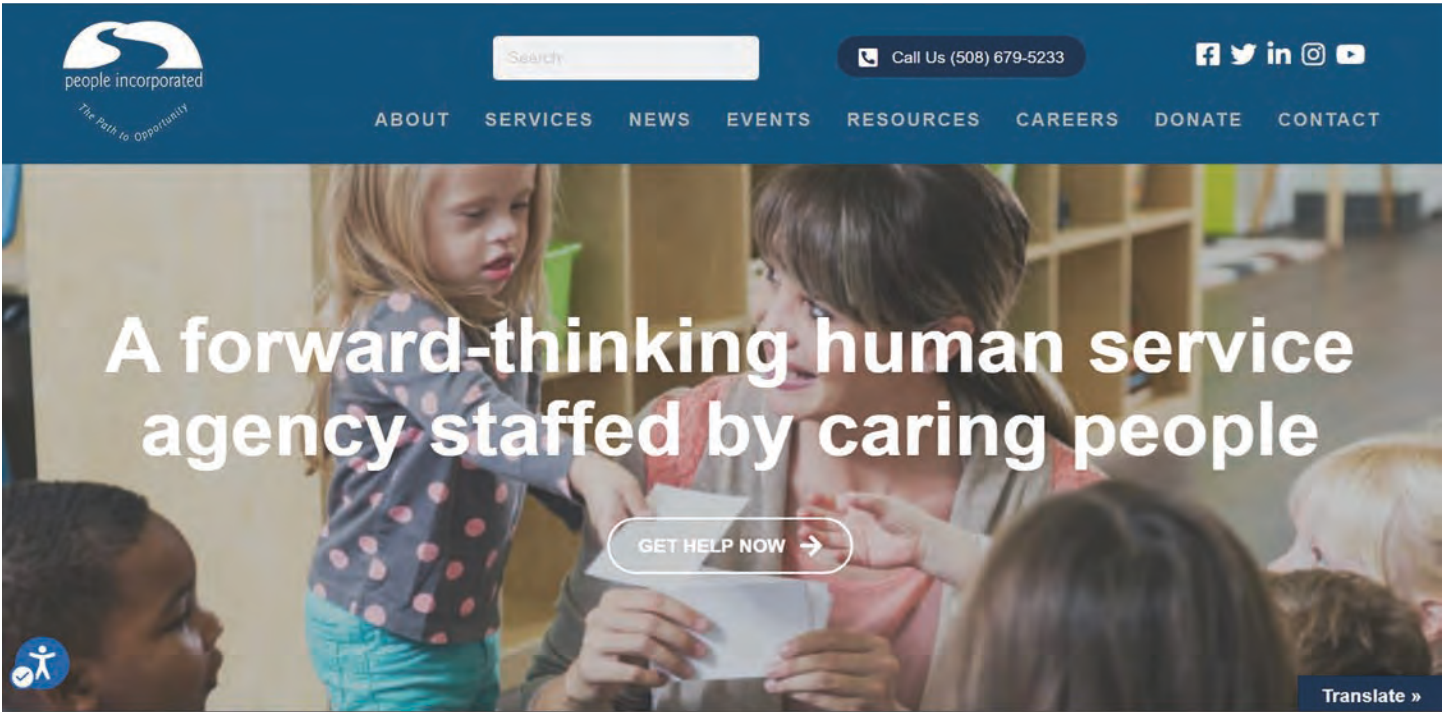 people incorporated
The Path to Opportunity
Search
Call Us (508) 679-5233
ABOUT SERVICES NEWS EVENTS RESOURCES CAREERS DONATE CONTACT
A forward-thinking human service
agency staffed by caring people
GET HELP NOW
Translate »